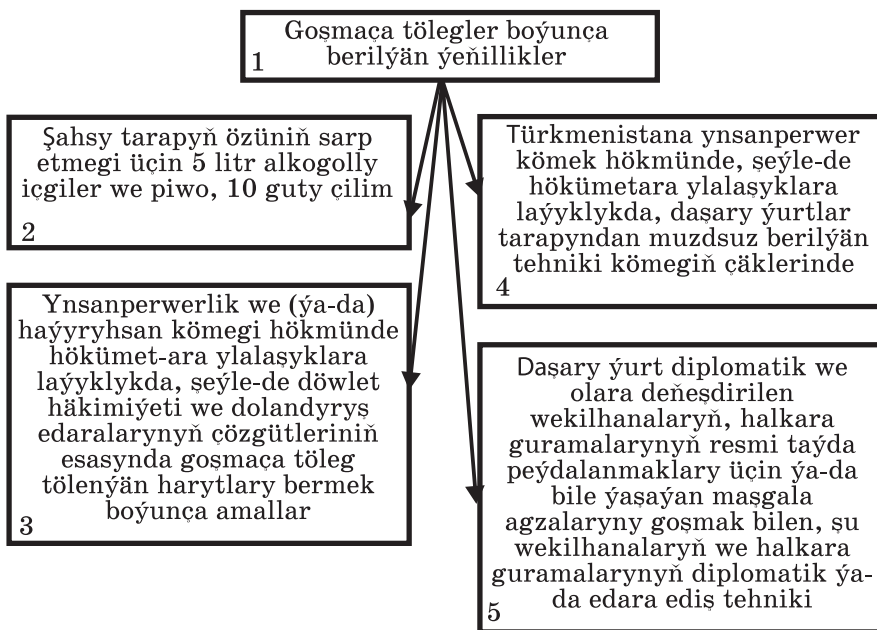 Goşmaça tölegler boýunça
berilýän ýeňillikler
1
Şahsy tarapyň özüniň sarp
etmegi üçin 5 litr alkogolly
içgiler we piwo, 10 guty çilim
2
Ynsanperwerlik we (ýa-da)
haýyryhsan kömegi hökmünde
hökümet-ara ylalaşyklara
laýyklykda, şeýle-de döwlet
häkimiýeti we dolandyryş
edaralarynyň çözgütleriniň
esasynda goşmaça töleg
tölenýän harytlary bermek
boýunça amallar
3
Türkmenistana ynsanperwer
kömek hökmünde, şeýle-de
hökümetara ylalaşyklara
laýyklykda, daşary ýurtlar
tarapyndan muzdsuz berilýän
tehniki kömegiň çäklerinde
4
Daşary ýurt diplomatik we
olara deňeşdirilen
wekilhanalaryň, halkara
guramalarynyň resmi taýda
peýdalanmaklary üçin ýa-da
bile ýaşaýan maşgala
agzalaryny goşmak bilen, şu
wekilhanalaryň we halkara
guramalarynyň diplomatik ýa-
da edara ediş tehniki
5